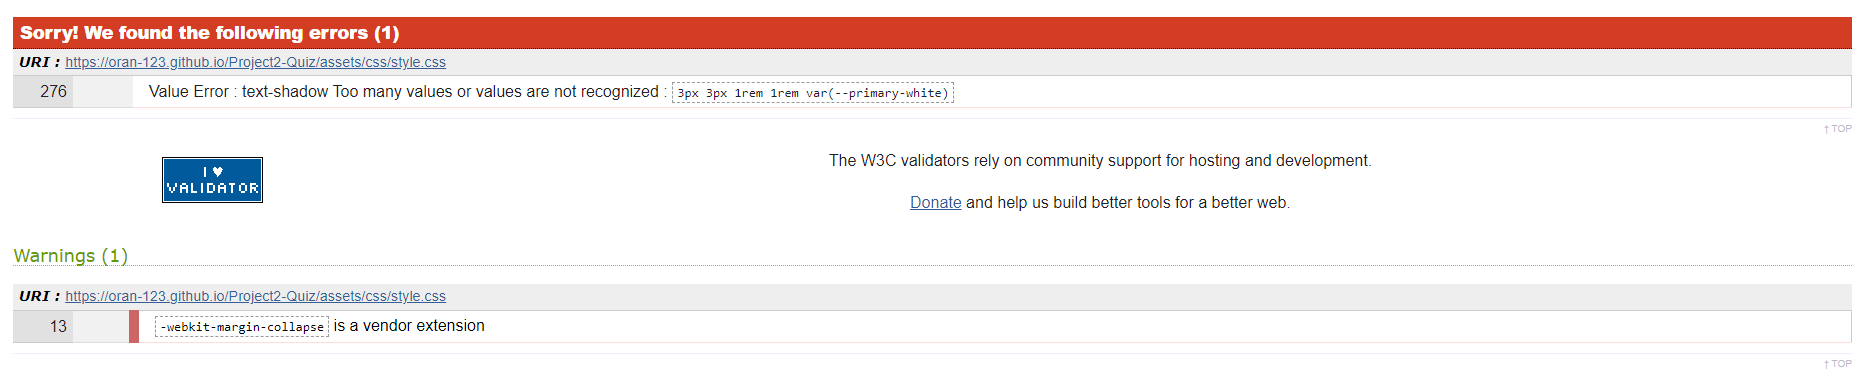 Sorry! We found the following errors (1)
URI : https://oran-123.github.io/Project2-Quiz/assets/css/style.css
276 Value Error : text-shadow Too many values or values are not recognized : 3px 3px 1rem 1rem var(--primary-white)
↑ TOP
I ♥
VALIDATOR
The W3C validators rely on community support for hosting and development.
Donate and help us build better tools for a better web.
Warnings (1)
URI : https://oran-123.github.io/Project2-Quiz/assets/css/style.css
13 -webkit-margin-collapse is a vendor extension
↑ TOP